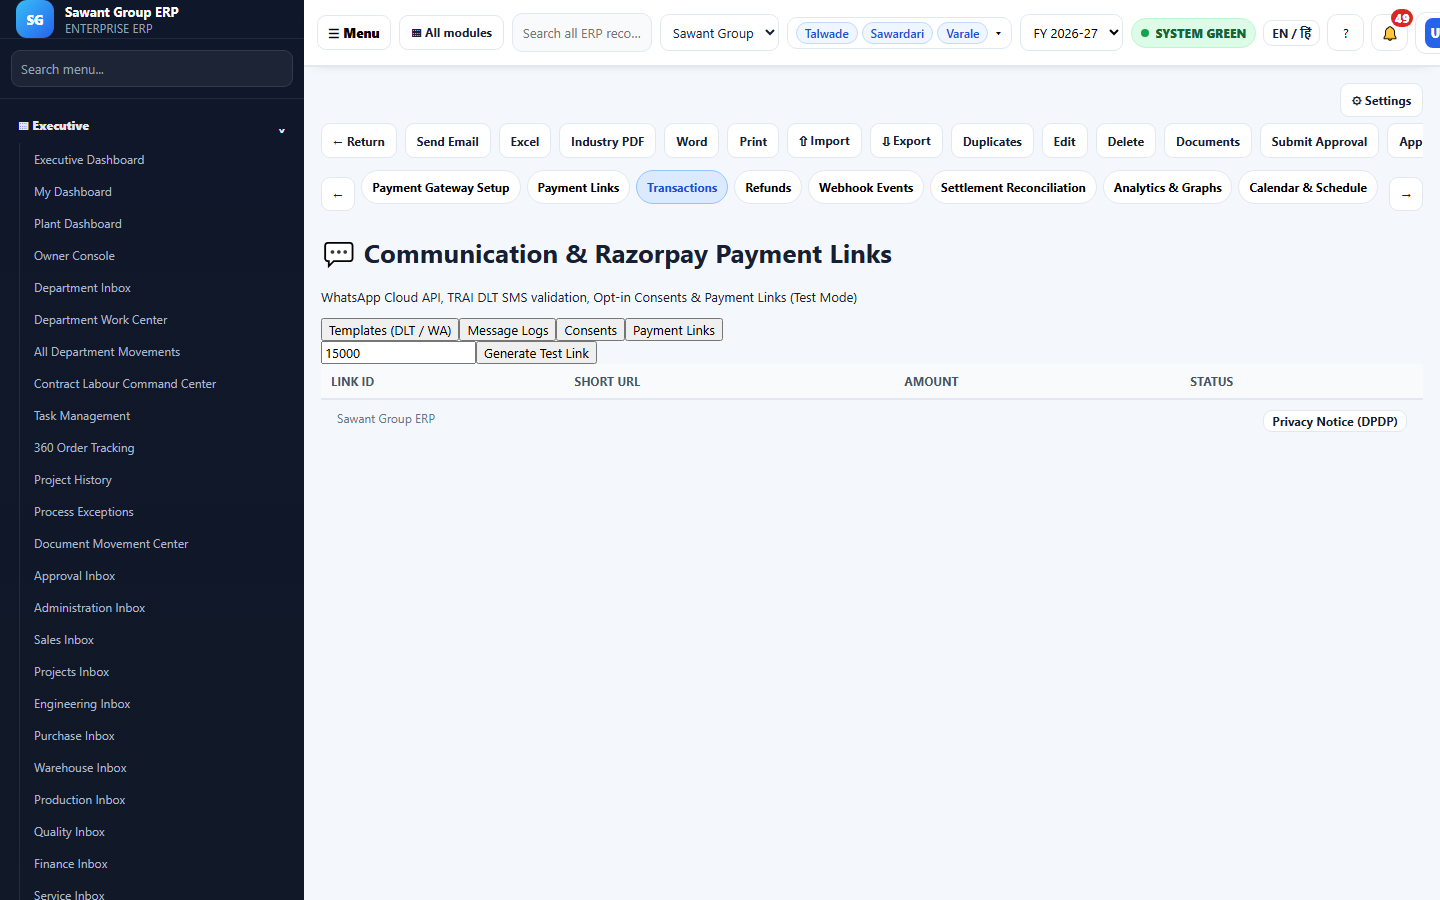 SG
Sawant Group ERP
ENTERPRISE ERP
☰ Menu
▦ All modules
Search all ERP reco...
Sawant Group
Talwade
Sawardari
Varale
FY 2026-27
SYSTEM GREEN
EN / हिं
?
49
U
Search menu...
▦ Executive
Executive Dashboard
My Dashboard
Plant Dashboard
Owner Console
Department Inbox
Department Work Center
All Department Movements
Contract Labour Command Center
Task Management
360 Order Tracking
Project History
Process Exceptions
Document Movement Center
Approval Inbox
Administration Inbox
Sales Inbox
Projects Inbox
Engineering Inbox
Purchase Inbox
Warehouse Inbox
Production Inbox
Quality Inbox
Finance Inbox
Service Inbox
⚙ Settings
← Return
Send Email
Excel
Industry PDF
Word
Print
⇧ Import
⇩ Export
Duplicates
Edit
Delete
Documents
Submit Approval
App
←
Payment Gateway Setup
Payment Links
Transactions
Refunds
Webhook Events
Settlement Reconciliation
Analytics & Graphs
Calendar & Schedule
→
Communication & Razorpay Payment Links
WhatsApp Cloud API, TRAI DLT SMS validation, Opt-in Consents & Payment Links (Test Mode)
Templates (DLT / WA)
Message Logs
Consents
Payment Links
15000
Generate Test Link
LINK ID
SHORT URL
AMOUNT
STATUS
Sawant Group ERP
Privacy Notice (DPDP)